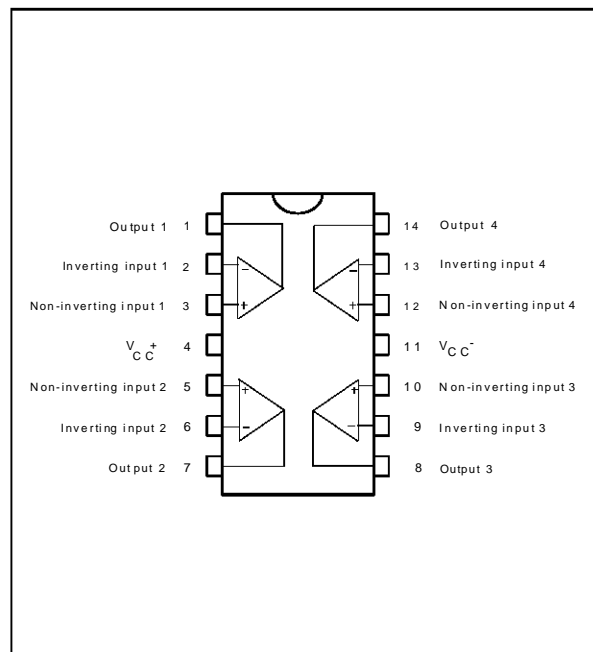 Output 1 1
Inverting input 1 2
Non-inverting input 1 3
VCC+ 4
Non-inverting input 2 5
Inverting input 2 6
Output 2 7
14 Output 4
13 Inverting input 4
12 Non-inverting input 4
11 VCC-
10 Non-inverting input 3
9 Inverting input 3
8 Output 3
- +
+ -
- +
+ -